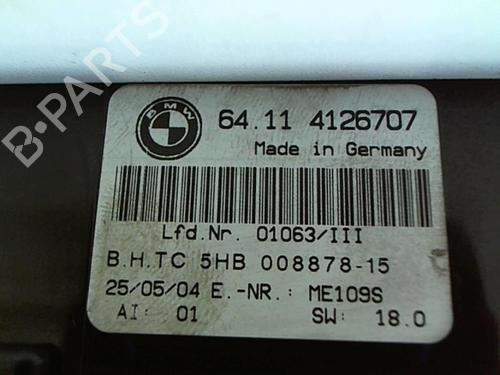 B-PARTS
BMW
64.11 4126707
Made in Germany
Lfd.Nr. 01063/III
B.H.TC 5HB 008878-15
25/05/04 E.-NR.: ME109S
AI: 01 SW: 18.0